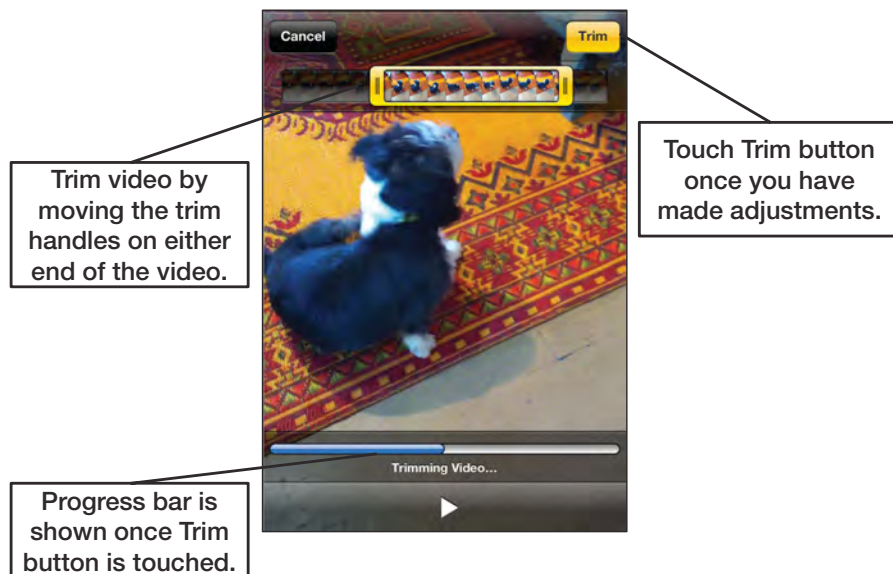 Cancel
Trim
Trim video by
moving the trim
handles on either
end of the video.
Touch Trim button
once you have
made adjustments.
Trimming Video...
Progress bar is
shown once Trim
button is touched.